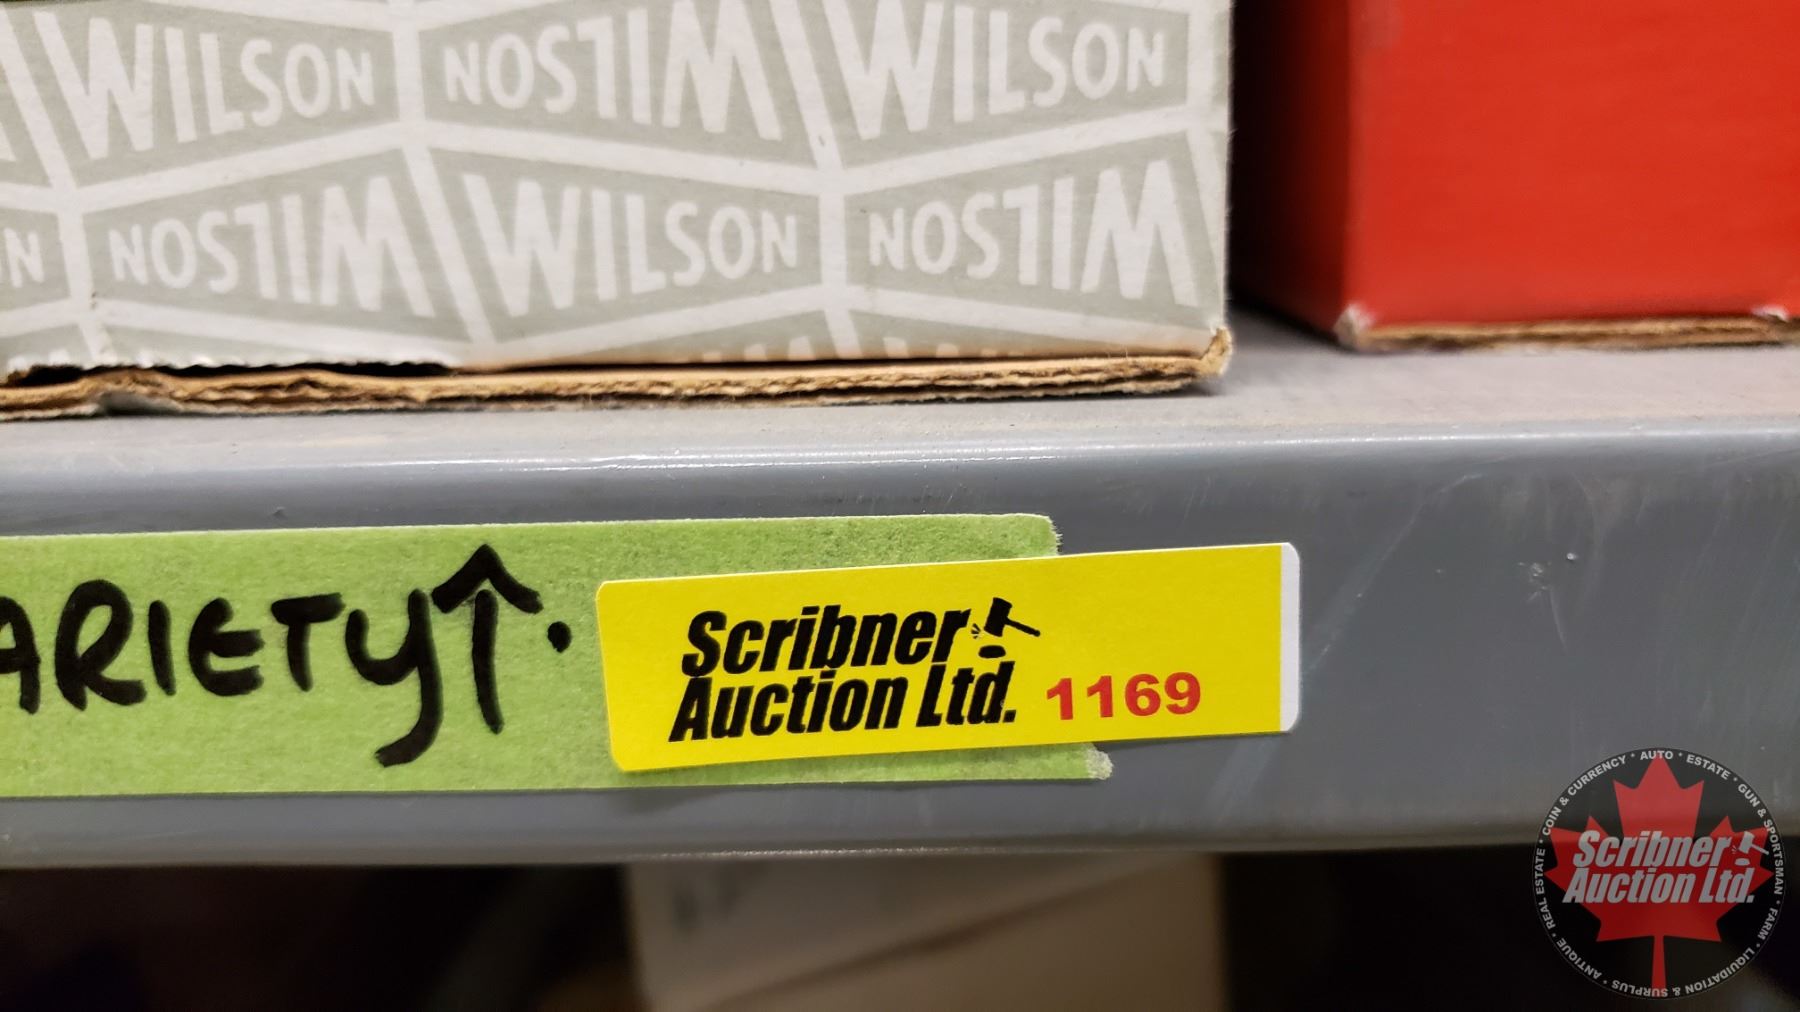 WILSON WILSON WILSON
WILSON WILSON WILSON
ARIETY↑.
Scribner
Auction Ltd. 1169
COIN & CURRENCY • AUTO • ESTATE • GUN & SPORTSMAN • FARM • LIQUIDATION & SURPLUS • ANTIQUE • REAL ESTATE •
Scribner
Auction Ltd.